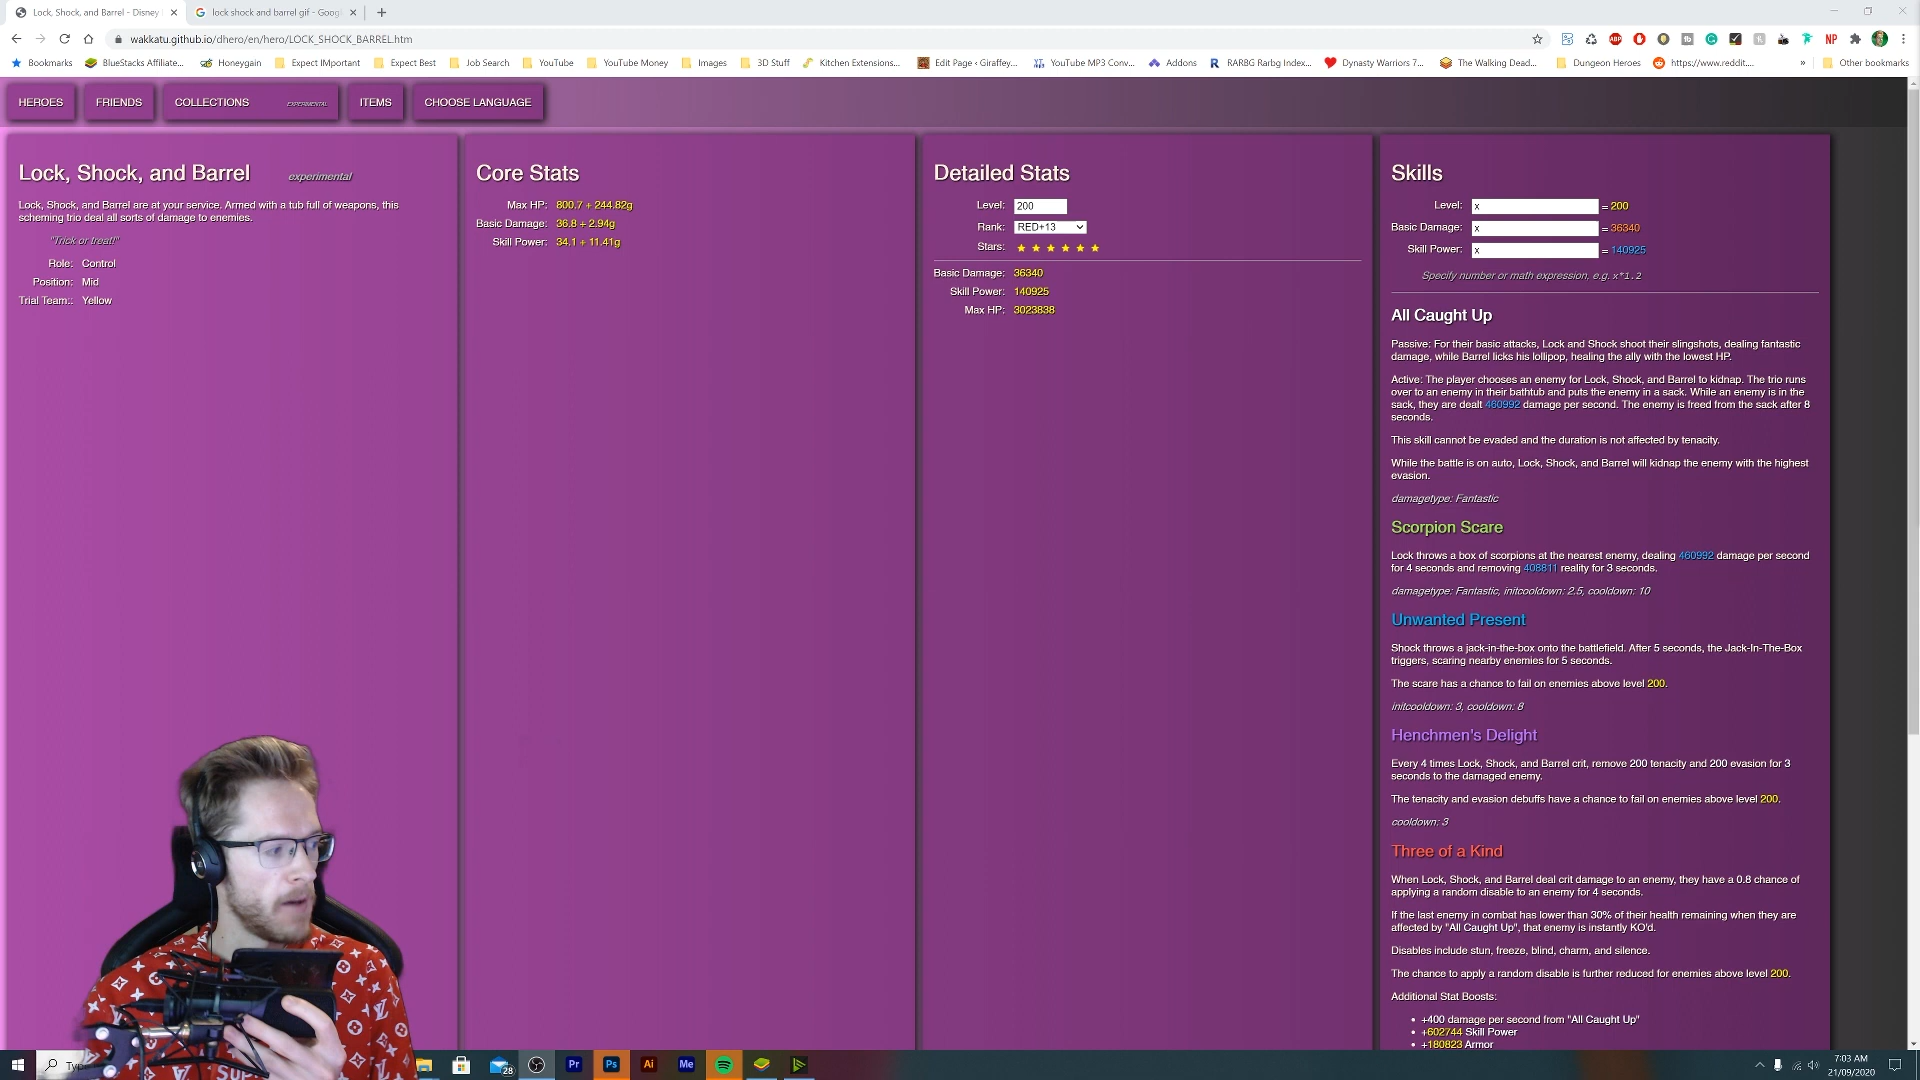 Lock, Shock, and Barrel - Disney
lock shock and barrel gif - Goog
wakkatu.github.io/dhero/en/hero/LOCK_SHOCK_BARREL.htm
Bookmarks
BlueStacks Affiliate...
Honeygain
Expect IMportant
Expect Best
Job Search
YouTube
YouTube Money
Images
3D Stuff
Kitchen Extensions...
Edit Page ‹ Giraffey...
YouTube MP3 Conv...
Addons
RARBG Rarbg Index...
Dynasty Warriors 7...
The Walking Dead...
Dungeon Heroes
https://www.reddit....
»
Other bookmarks
HEROES
FRIENDS
COLLECTIONS EXPERIMENTAL
ITEMS
CHOOSE LANGUAGE
Lock, Shock, and Barrel experimental
Lock, Shock, and Barrel are at your service. Armed with a tub full of weapons, this
scheming trio deal all sorts of damage to enemies.
"Trick or treat!"
Role: Control
Position: Mid
Trial Team:: Yellow
Core Stats
Max HP: 800.7 + 244.82g
Basic Damage: 36.8 + 2.94g
Skill Power: 34.1 + 11.41g
Detailed Stats
Level: 200
Rank: RED+13
Stars: ★ ★ ★ ★ ★ ★
Basic Damage: 36340
Skill Power: 140925
Max HP: 3023838
Skills
Level: x = 200
Basic Damage: x = 36340
Skill Power: x = 140925
Specify number or math expression, e.g. x*1.2
All Caught Up
Passive: For their basic attacks, Lock and Shock shoot their slingshots, dealing fantastic
damage, while Barrel licks his lollipop, healing the ally with the lowest HP.
Active: The player chooses an enemy for Lock, Shock, and Barrel to kidnap. The trio runs
over to an enemy in their bathtub and puts the enemy in a sack. While an enemy is in the
sack, they are dealt 460992 damage per second. The enemy is freed from the sack after 8
seconds.
This skill cannot be evaded and the duration is not affected by tenacity.
While the battle is on auto, Lock, Shock, and Barrel will kidnap the enemy with the highest
evasion.
damagetype: Fantastic
Scorpion Scare
Lock throws a box of scorpions at the nearest enemy, dealing 460992 damage per second
for 4 seconds and removing 408811 reality for 3 seconds.
damagetype: Fantastic, initcooldown: 2.5, cooldown: 10
Unwanted Present
Shock throws a jack-in-the-box onto the battlefield. After 5 seconds, the Jack-In-The-Box
triggers, scaring nearby enemies for 5 seconds.
The scare has a chance to fail on enemies above level 200.
initcooldown: 3, cooldown: 8
Henchmen's Delight
Every 4 times Lock, Shock, and Barrel crit, remove 200 tenacity and 200 evasion for 3
seconds to the damaged enemy.
The tenacity and evasion debuffs have a chance to fail on enemies above level 200.
cooldown: 3
Three of a Kind
When Lock, Shock, and Barrel deal crit damage to an enemy, they have a 0.8 chance of
applying a random disable to an enemy for 4 seconds.
If the last enemy in combat has lower than 30% of their health remaining when they are
affected by "All Caught Up", that enemy is instantly KO'd.
Disables include stun, freeze, blind, charm, and silence.
The chance to apply a random disable is further reduced for enemies above level 200.
Additional Stat Boosts:
• +400 damage per second from "All Caught Up"
• +602744 Skill Power
• +180823 Armor
Type
28
Pr
Ps
Ai
Me
7:03 AM
21/09/2020